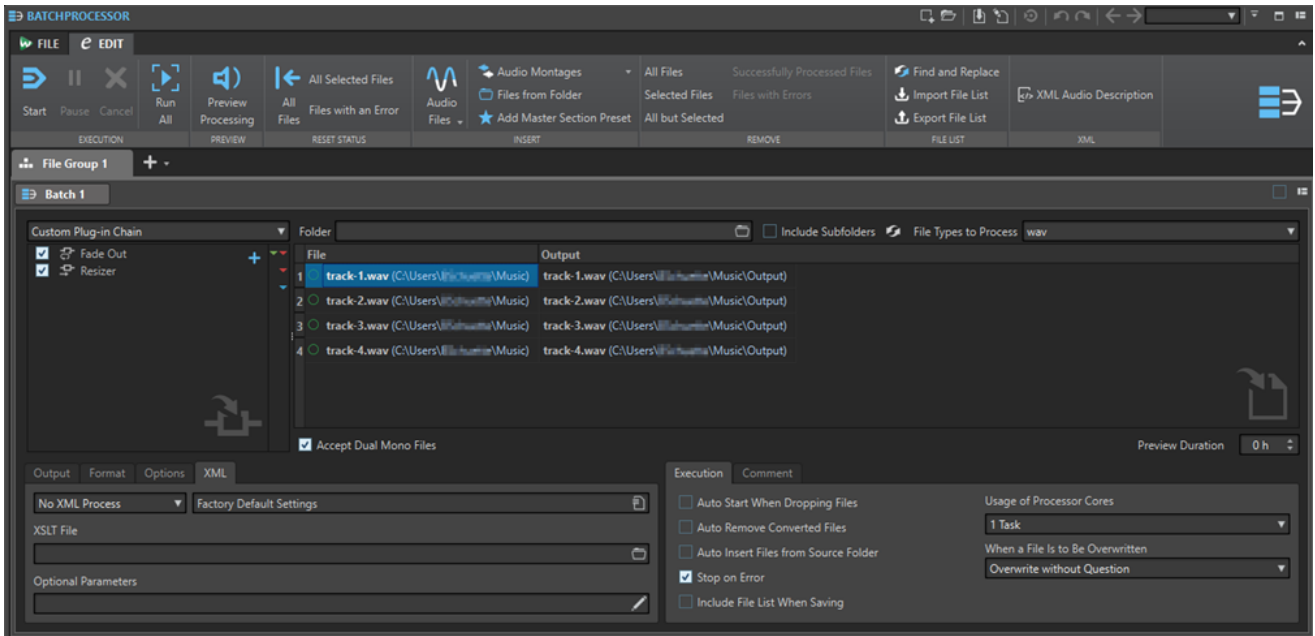 BATCHPROCESSOR
FILE EDIT
Start Pause Cancel
Run All
Preview Processing
All Files
All Selected Files
Files with an Error
Audio Files
Audio Montages
Files from Folder
Add Master Section Preset
All Files
Selected Files
All but Selected
Successfully Processed Files
Files with Errors
Find and Replace
Import File List
Export File List
XML Audio Description
EXECUTION PREVIEW RESET STATUS INSERT REMOVE FILE LIST XML
File Group 1
Batch 1
Custom Plug-in Chain
Fade Out
Resizer
Folder Include Subfolders File Types to Process wav
File Output
1 track-1.wav (C:\Users\ \Music) track-1.wav (C:\Users\ \Music\Output)
2 track-2.wav (C:\Users\ \Music) track-2.wav (C:\Users\ \Music\Output)
3 track-3.wav (C:\Users\ \Music) track-3.wav (C:\Users\ \Music\Output)
4 track-4.wav (C:\Users\ \Music) track-4.wav (C:\Users\ \Music\Output)
Accept Dual Mono Files
Preview Duration 0 h
Output Format Options XML
No XML Process Factory Default Settings
XSLT File
Optional Parameters
Execution Comment
Auto Start When Dropping Files
Auto Remove Converted Files
Auto Insert Files from Source Folder
Stop on Error
Include File List When Saving
Usage of Processor Cores
1 Task
When a File Is to Be Overwritten
Overwrite without Question